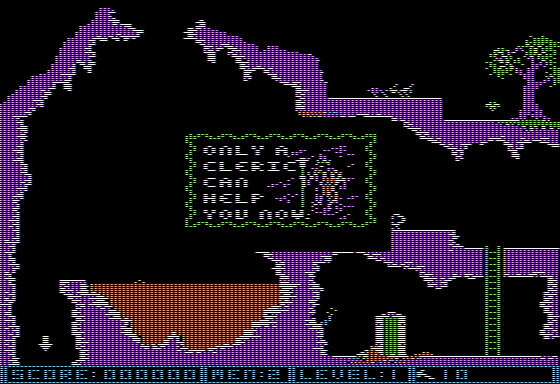 ONLY A
CLERIC
CAN
HELP
YOU NOW.
SCORE:000000 MEN:2 LEVEL:1 10